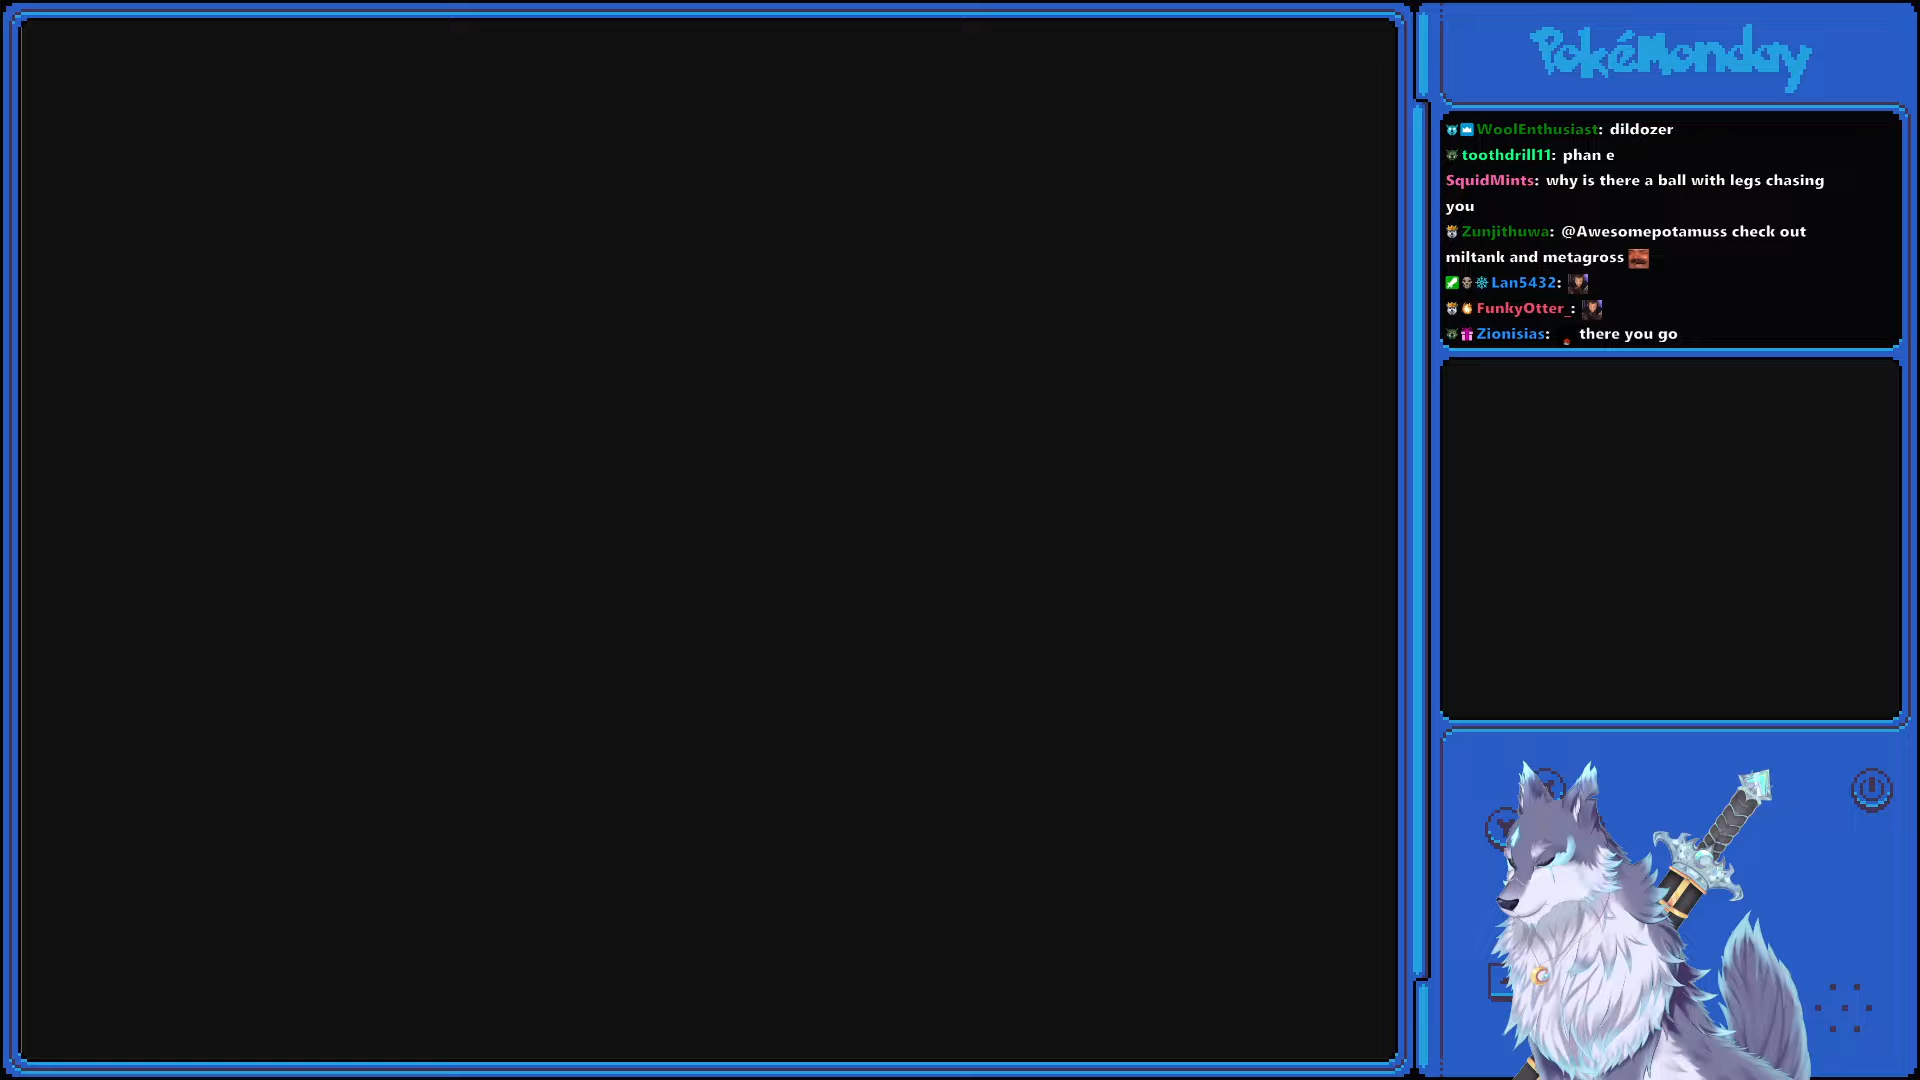 PokéMonday
WoolEnthusiast: dildozer
toothdrill11: phan e
SquidMints: why is there a ball with legs chasing
you
Zunjithuwa: @Awesomepotamuss check out
miltank and metagross
Lan5432:
FunkyOtter_:
Zionisias: there you go